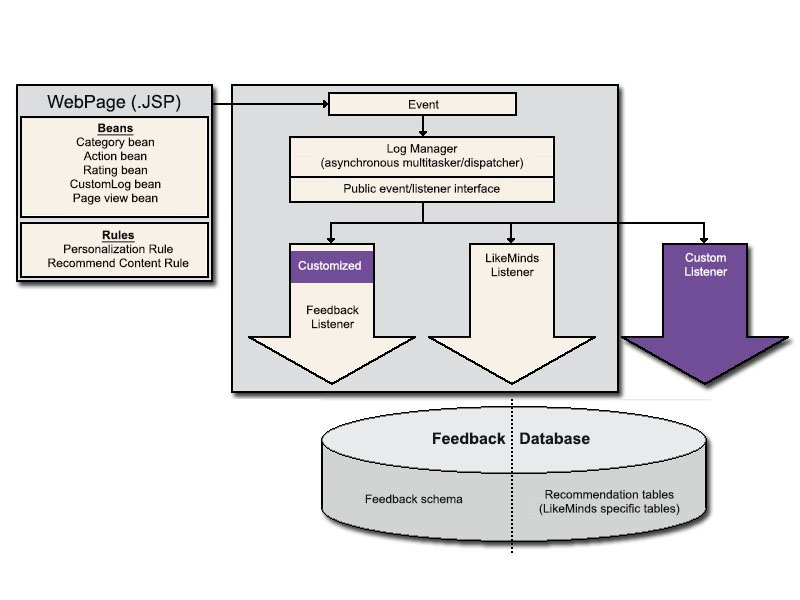 WebPage (.JSP)
Beans
Category bean
Action bean
Rating bean
CustomLog bean
Page view bean
Rules
Personalization Rule
Recommend Content Rule
Event
Log Manager
(asynchronous multitasker/dispatcher)
Public event/listener interface
Customized
Feedback
Listener
LikeMinds
Listener
Custom
Listener
Feedback Database
Feedback schema
Recommendation tables
(LikeMinds specific tables)